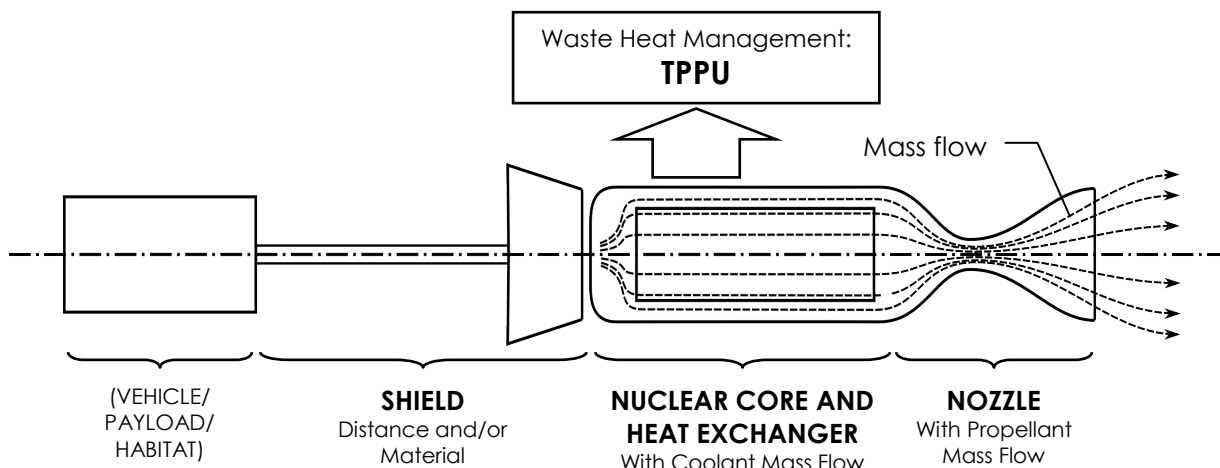 Waste Heat Management:
TPPU
Mass flow
(VEHICLE/
PAYLOAD/
HABITAT)
SHIELD
Distance and/or
Material
NUCLEAR CORE AND
HEAT EXCHANGER
With Coolant Mass Flow
NOZZLE
With Propellant
Mass Flow